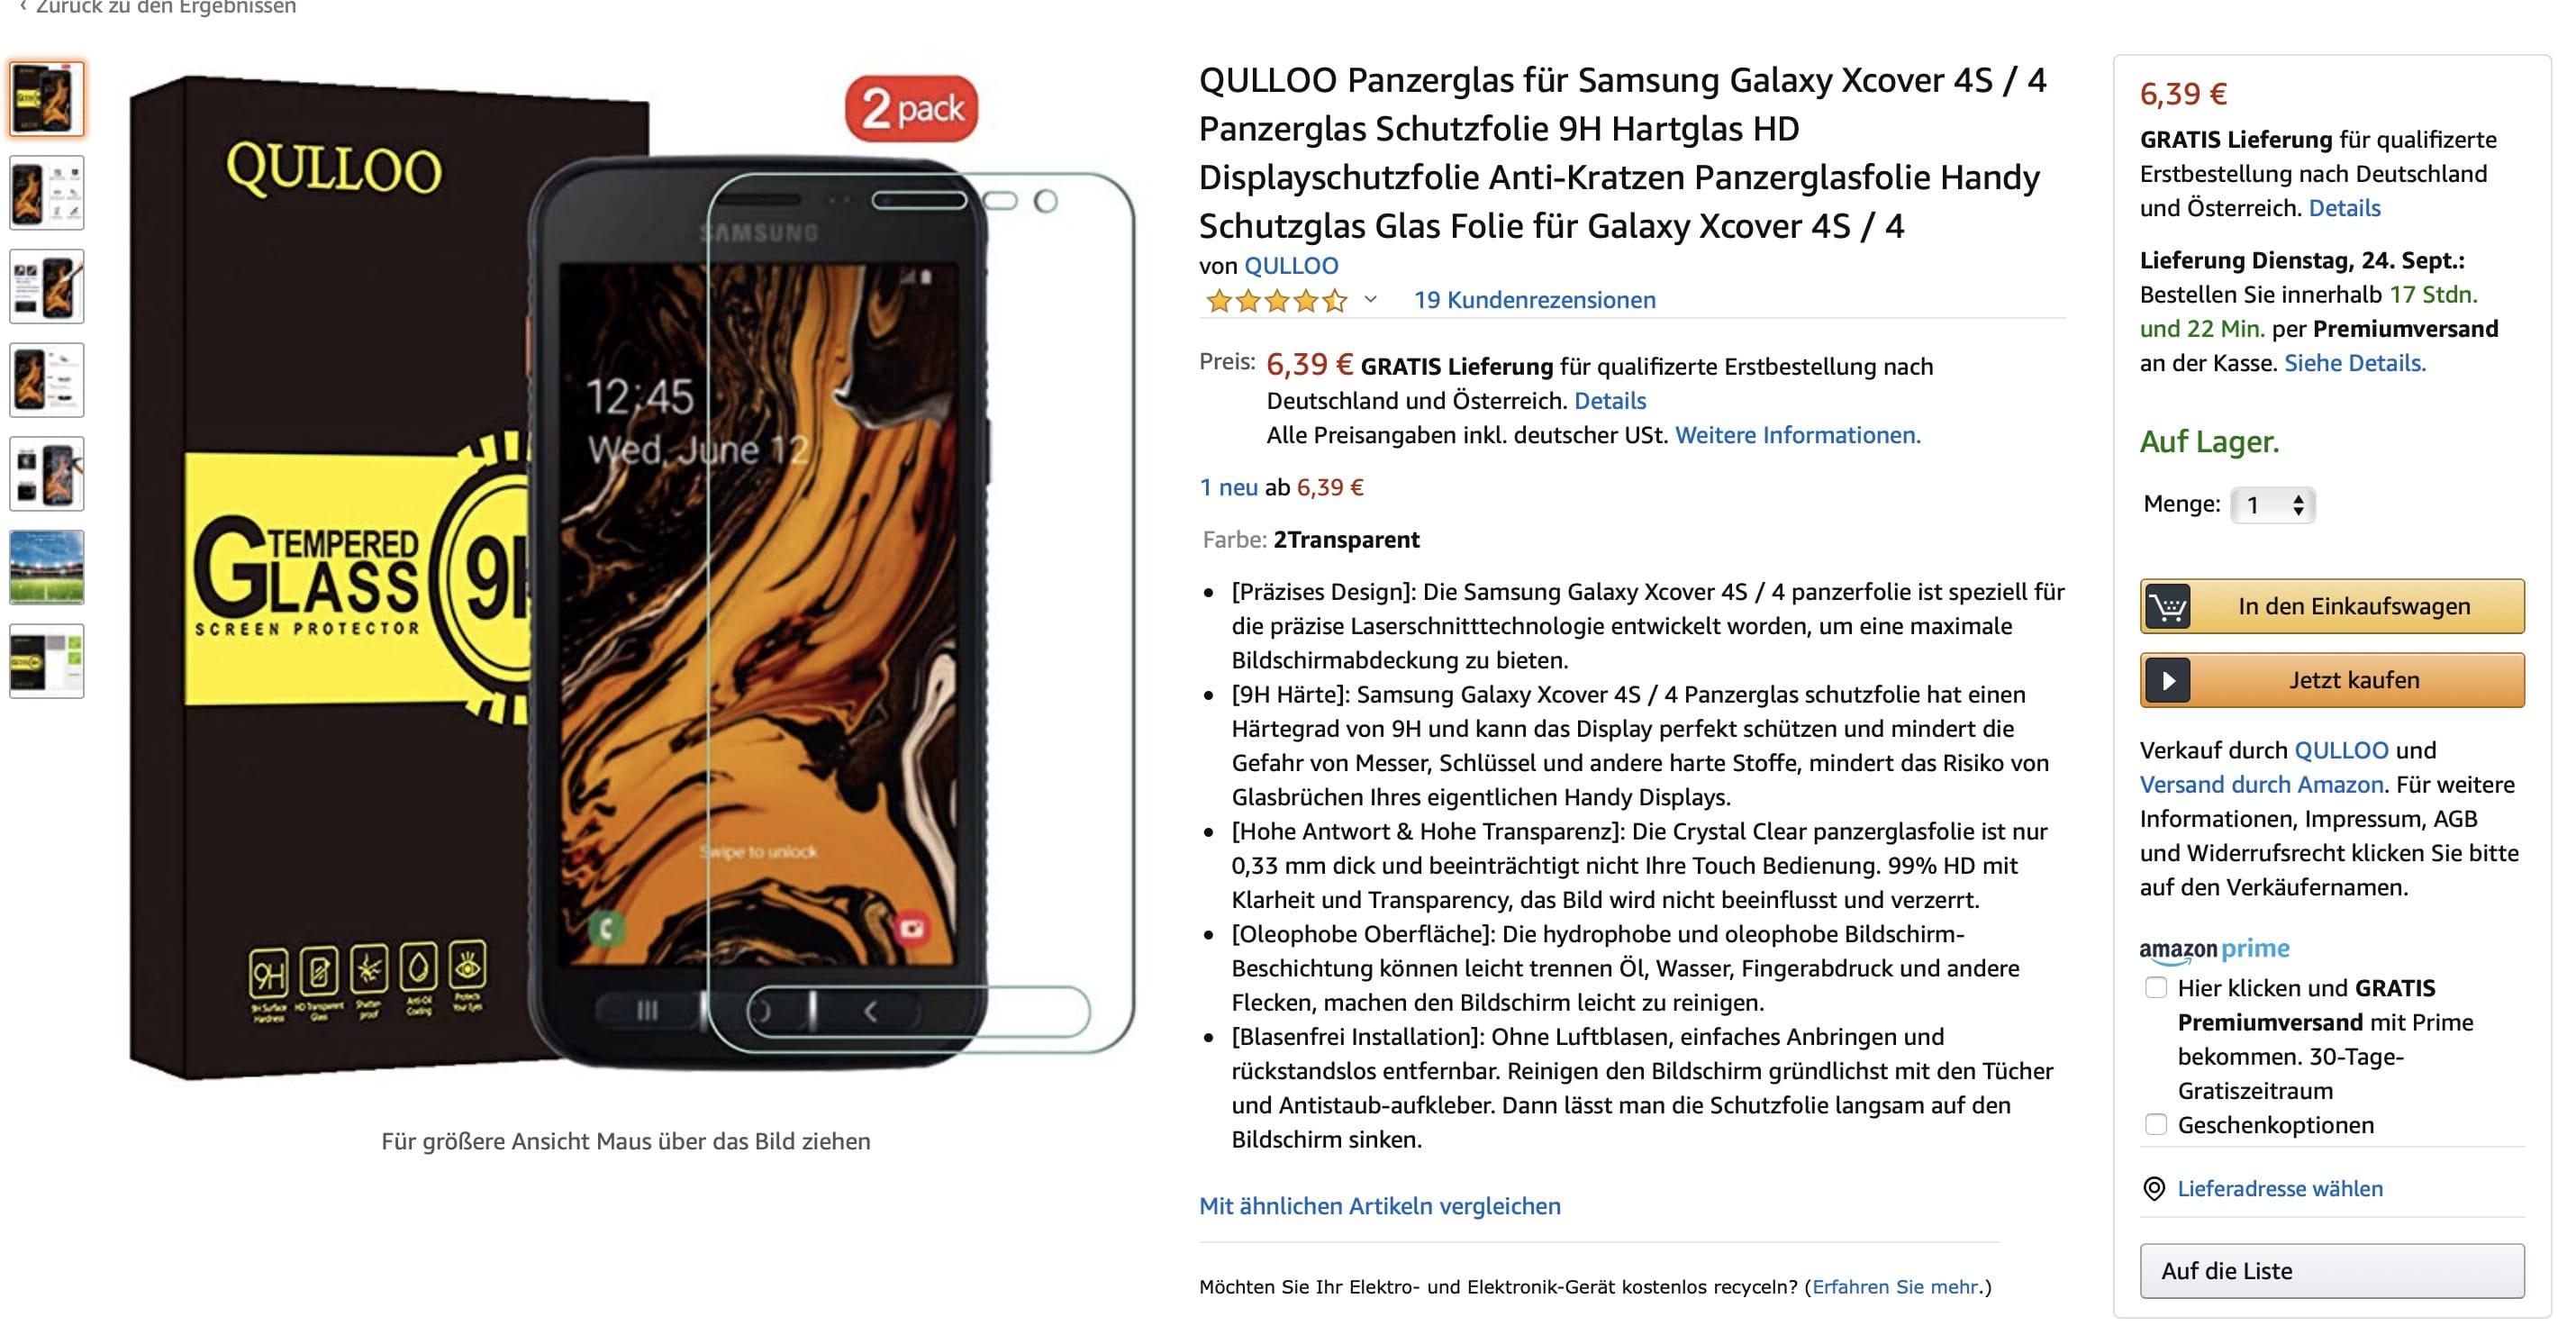 ‹ Zurück zu den Ergebnissen
QULLOO
2 pack
SAMSUNG
12:45
Wed, June 12
TEMPERED
GLASS
SCREEN PROTECTOR
9H
Swipe to unlock
9H
9H Surface Hardness
HD Transparent Glass
Shatter proof
Anti-Oil Coating
Protects Your Eyes
Für größere Ansicht Maus über das Bild ziehen
QULLOO Panzerglas für Samsung Galaxy Xcover 4S / 4
Panzerglas Schutzfolie 9H Hartglas HD
Displayschutzfolie Anti-Kratzen Panzerglasfolie Handy
Schutzglas Glas Folie für Galaxy Xcover 4S / 4
von QULLOO
19 Kundenrezensionen
Preis: 6,39 € GRATIS Lieferung für qualifizerte Erstbestellung nach
Deutschland und Österreich. Details
Alle Preisangaben inkl. deutscher USt. Weitere Informationen.
1 neu ab 6,39 €
Farbe: 2Transparent
• [Präzises Design]: Die Samsung Galaxy Xcover 4S / 4 panzerfolie ist speziell für
die präzise Laserschnitttechnologie entwickelt worden, um eine maximale
Bildschirmabdeckung zu bieten.
• [9H Härte]: Samsung Galaxy Xcover 4S / 4 Panzerglas schutzfolie hat einen
Härtegrad von 9H und kann das Display perfekt schützen und mindert die
Gefahr von Messer, Schlüssel und andere harte Stoffe, mindert das Risiko von
Glasbrüchen Ihres eigentlichen Handy Displays.
• [Hohe Antwort & Hohe Transparenz]: Die Crystal Clear panzerglasfolie ist nur
0,33 mm dick und beeinträchtigt nicht Ihre Touch Bedienung. 99% HD mit
Klarheit und Transparency, das Bild wird nicht beeinflusst und verzerrt.
• [Oleophobe Oberfläche]: Die hydrophobe und oleophobe Bildschirm-
Beschichtung können leicht trennen Öl, Wasser, Fingerabdruck und andere
Flecken, machen den Bildschirm leicht zu reinigen.
• [Blasenfrei Installation]: Ohne Luftblasen, einfaches Anbringen und
rückstandslos entfernbar. Reinigen den Bildschirm gründlichst mit den Tücher
und Antistaub-aufkleber. Dann lässt man die Schutzfolie langsam auf den
Bildschirm sinken.
Mit ähnlichen Artikeln vergleichen
Möchten Sie Ihr Elektro- und Elektronik-Gerät kostenlos recyceln? (Erfahren Sie mehr.)
6,39 €
GRATIS Lieferung für qualifizerte
Erstbestellung nach Deutschland
und Österreich. Details
Lieferung Dienstag, 24. Sept.:
Bestellen Sie innerhalb 17 Stdn.
und 22 Min. per Premiumversand
an der Kasse. Siehe Details.
Auf Lager.
Menge: 1
In den Einkaufswagen
Jetzt kaufen
Verkauf durch QULLOO und
Versand durch Amazon. Für weitere
Informationen, Impressum, AGB
und Widerrufsrecht klicken Sie bitte
auf den Verkäufernamen.
amazon prime
Hier klicken und GRATIS
Premiumversand mit Prime
bekommen. 30-Tage-
Gratiszeitraum
Geschenkoptionen
Lieferadresse wählen
Auf die Liste